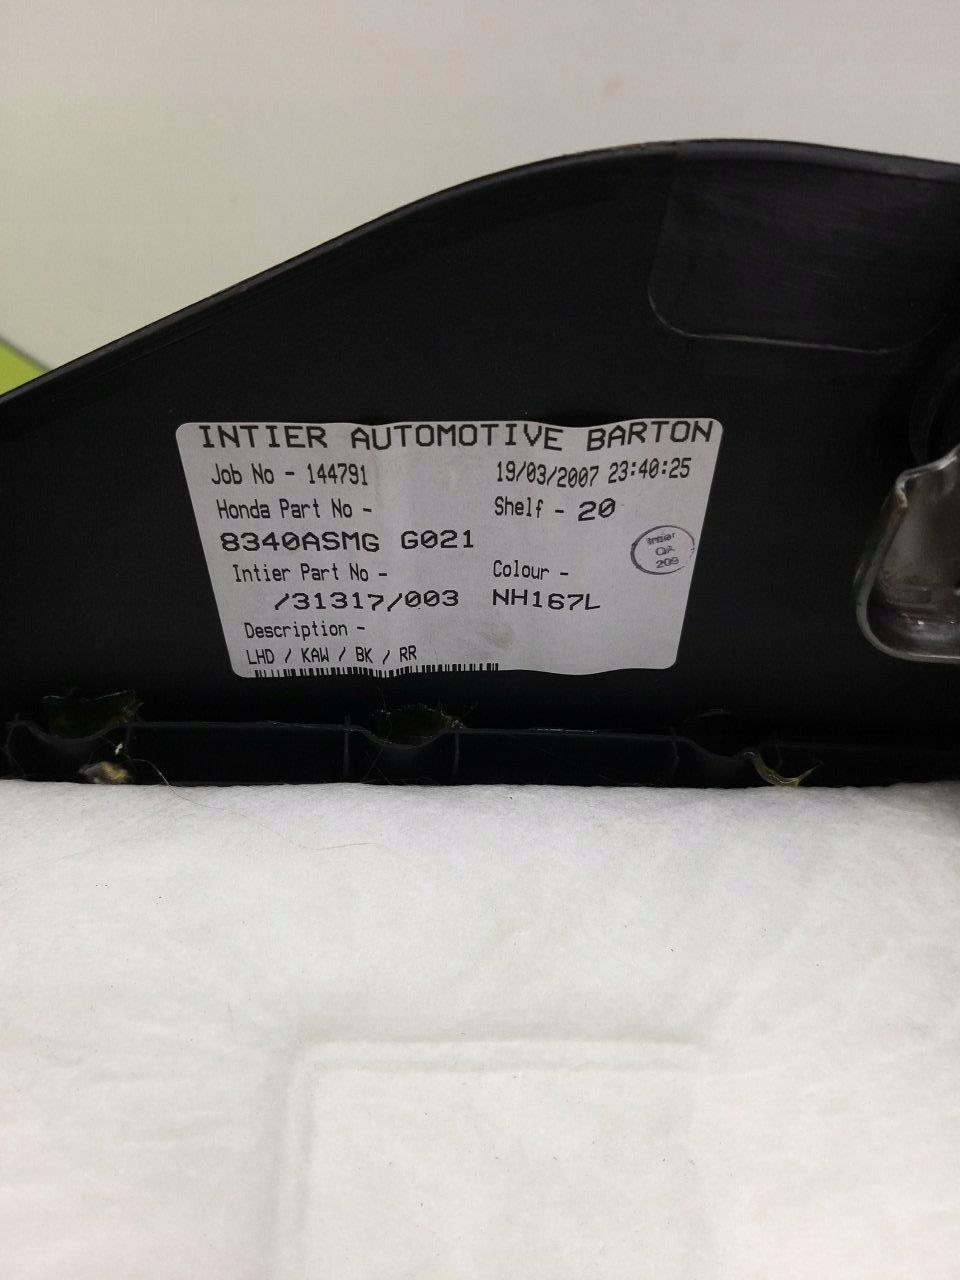 INTIER AUTOMOTIVE BARTON
Job No - 144791
19/03/2007 23:40:25
Honda Part No -
Shelf - 20
8340ASMG G021
Intier
QA
209
Intier Part No -
Colour -
/31317/003
NH167L
Description -
LHD / KAW / BK / RR